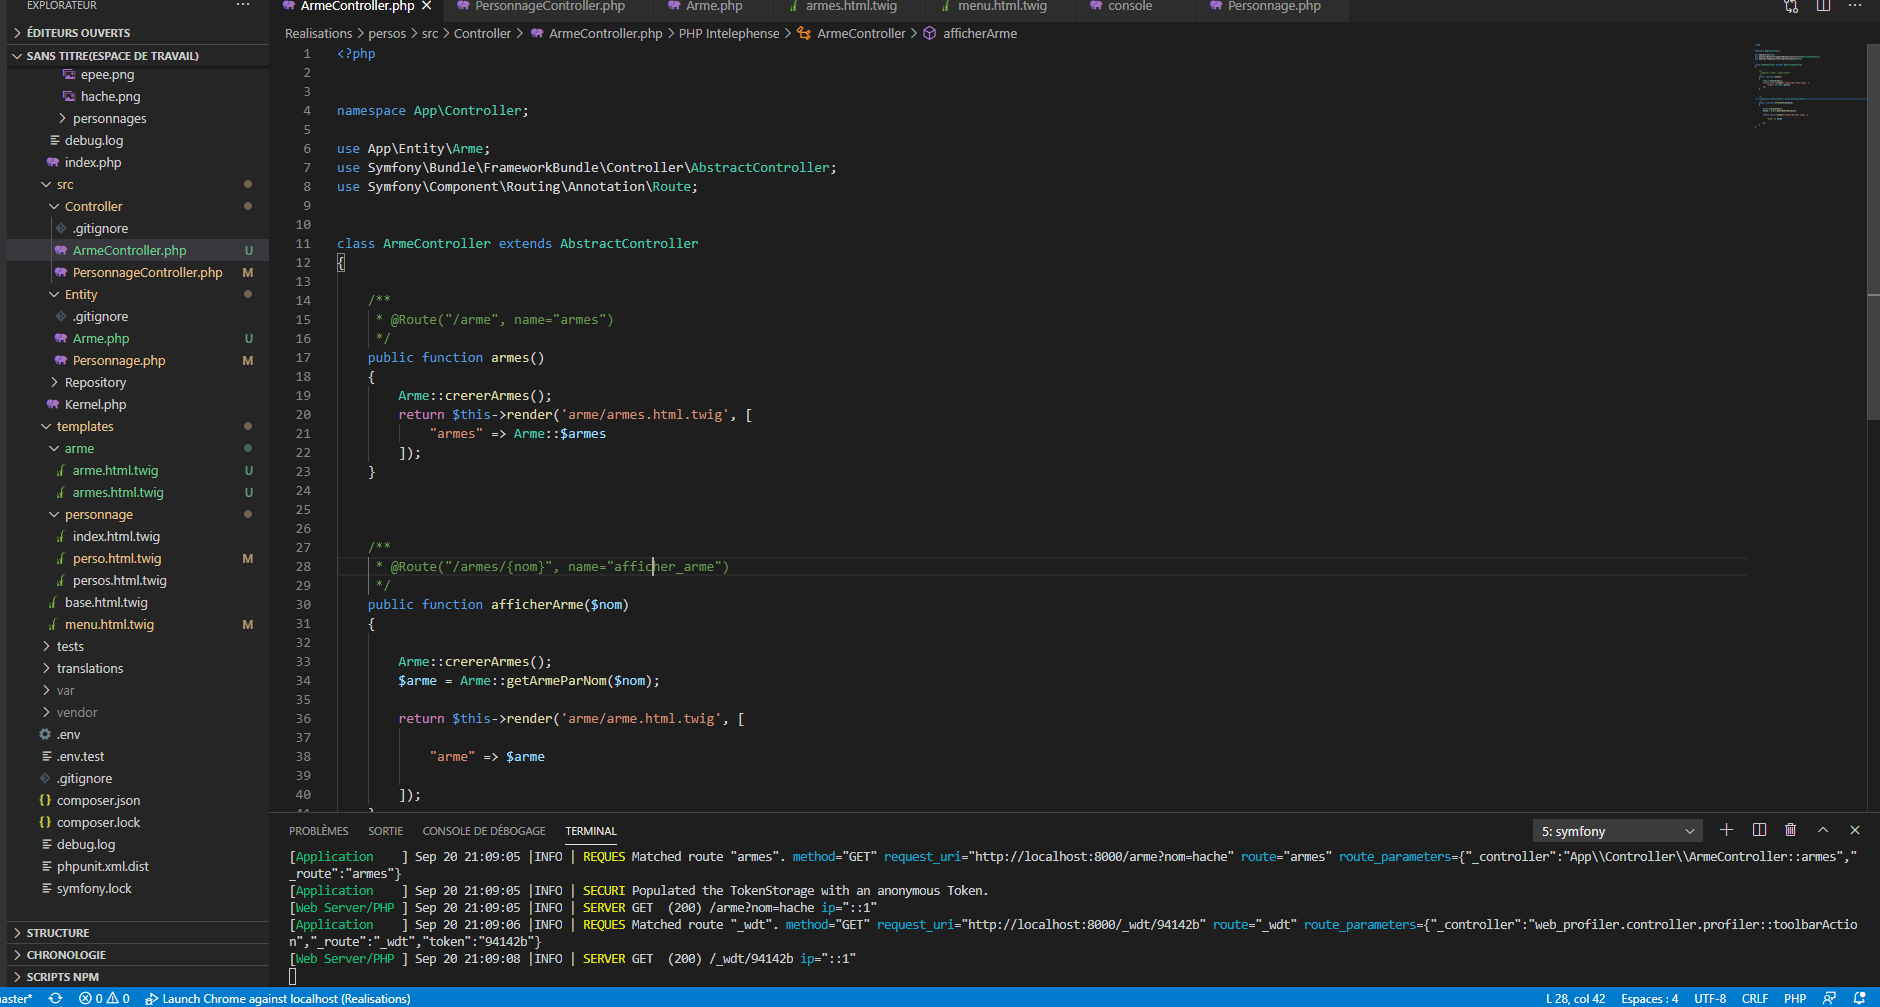 EXPLORATEUR
ÉDITEURS OUVERTS
SANS TITRE(ESPACE DE TRAVAIL)
epee.png
hache.png
personnages
debug.log
index.php
src
Controller
.gitignore
ArmeController.php U
PersonnageController.php M
Entity
.gitignore
Arme.php U
Personnage.php M
Repository
Kernel.php
templates
arme
arme.html.twig U
armes.html.twig U
personnage
index.html.twig
perso.html.twig M
persos.html.twig
base.html.twig
menu.html.twig M
tests
translations
var
vendor
.env
.env.test
.gitignore
composer.json
composer.lock
debug.log
phpunit.xml.dist
symfony.lock
STRUCTURE
CHRONOLOGIE
SCRIPTS NPM
ArmeController.php PersonnageController.php Arme.php armes.html.twig menu.html.twig console Personnage.php
Realisations > persos > src > Controller > ArmeController.php > PHP Intelephense > ArmeController > afficherArme
1 <?php
2
3
4 namespace App\Controller;
5
6 use App\Entity\Arme;
7 use Symfony\Bundle\FrameworkBundle\Controller\AbstractController;
8 use Symfony\Component\Routing\Annotation\Route;
9
10
11 class ArmeController extends AbstractController
12 {
13
14 /**
15 * @Route("/arme", name="armes")
16 */
17 public function armes()
18 {
19 Arme::crererArmes();
20 return $this->render('arme/armes.html.twig', [
21 "armes" => Arme::$armes
22 ]);
23 }
24
25
26
27 /**
28 * @Route("/armes/{nom}", name="afficher_arme")
29 */
30 public function afficherArme($nom)
31 {
32
33 Arme::crererArmes();
34 $arme = Arme::getArmeParNom($nom);
35
36 return $this->render('arme/arme.html.twig', [
37
38 "arme" => $arme
39
40 ]);
41 }
PROBLÈMES SORTIE CONSOLE DE DÉBOGAGE TERMINAL 5: symfony
[Application ] Sep 20 21:09:05 |INFO | REQUES Matched route "armes". method="GET" request_uri="http://localhost:8000/arme?nom=hache" route="armes" route_parameters={"_controller":"App\\Controller\\ArmeController::armes","
_route":"armes"}
[Application ] Sep 20 21:09:05 |INFO | SECURI Populated the TokenStorage with an anonymous Token.
[Web Server/PHP ] Sep 20 21:09:05 |INFO | SERVER GET (200) /arme?nom=hache ip="::1"
[Application ] Sep 20 21:09:06 |INFO | REQUES Matched route "_wdt". method="GET" request_uri="http://localhost:8000/_wdt/94142b" route="_wdt" route_parameters={"_controller":"web_profiler.controller.profiler::toolbarActio
n","_route":"_wdt","token":"94142b"}
[Web Server/PHP ] Sep 20 21:09:08 |INFO | SERVER GET (200) /_wdt/94142b ip="::1"
aster* 0 0 Launch Chrome against localhost (Realisations) L 28, col 42 Espaces : 4 UTF-8 CRLF PHP